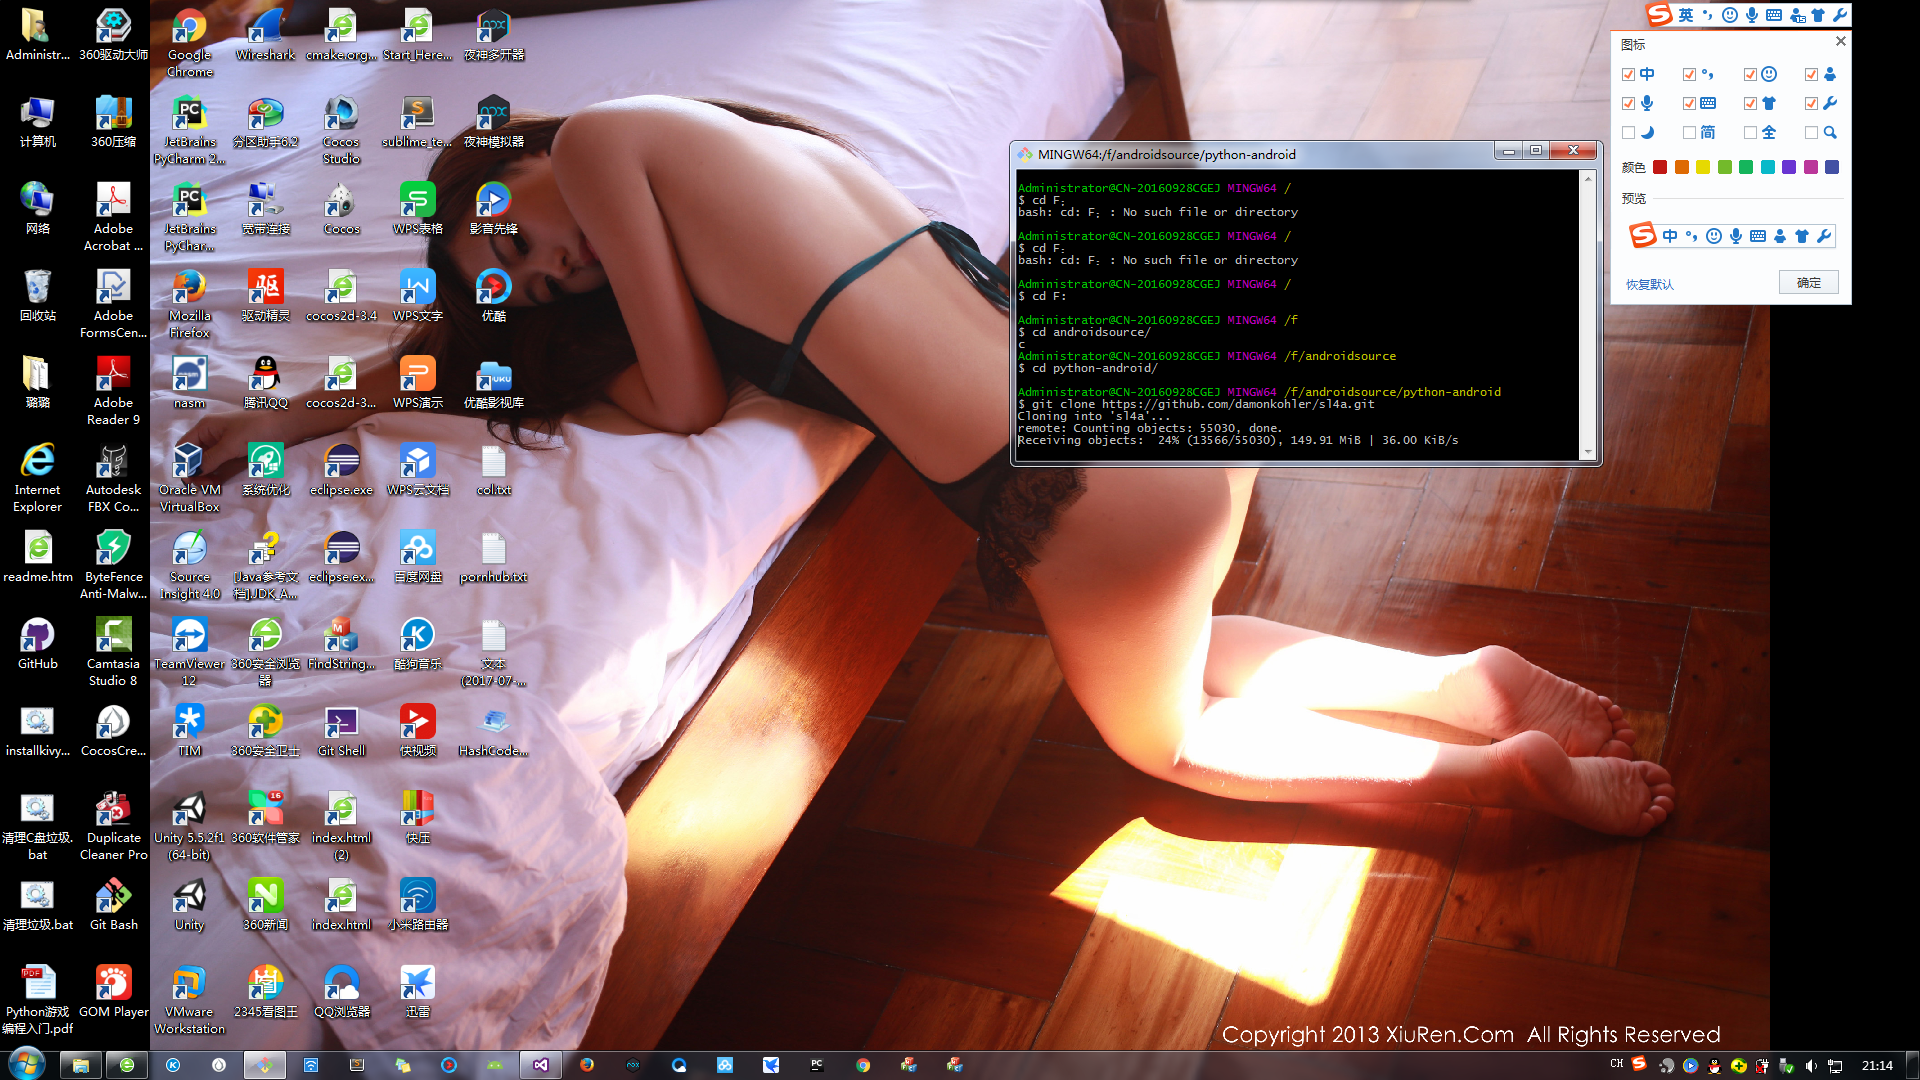 Administr...
360驱动大师
Google Chrome
Wireshark
cmake.org...
Start_Here...
夜神多开器
计算机
360压缩
JetBrains PyCharm 2...
分区助手6.2
Cocos Studio
sublime_te...
夜神模拟器
网络
Adobe Acrobat ...
JetBrains PyChar...
宽带连接
Cocos
WPS表格
影音先锋
回收站
Adobe FormsCen...
Mozilla Firefox
驱动精灵
cocos2d-3.4
WPS文字
优酷
璐璐
Adobe Reader 9
nasm
腾讯QQ
cocos2d-3...
WPS演示
优酷影视库
Internet Explorer
Autodesk FBX Co...
Oracle VM VirtualBox
系统优化
eclipse.exe
WPS云文档
col.txt
readme.htm
ByteFence Anti-Malw...
Source Insight 4.0
[Java参考文档].JDK_A...
eclipse.ex...
百度网盘
pornhub.txt
GitHub
Camtasia Studio 8
TeamViewer 12
360安全浏览器
FindString...
酷狗音乐
文本 (2017-07-...
installkivy...
CocosCre...
TIM
360安全卫士
Git Shell
快视频
HashCode...
清理C盘垃圾.bat
Duplicate Cleaner Pro
Unity 5.5.2f1 (64-bit)
360软件管家
index.html (2)
快压
清理垃圾.bat
Git Bash
Unity
360新闻
index.html
小米路由器
Python游戏编程入门.pdf
GOM Player
VMware Workstation
2345看图王
QQ浏览器
迅雷
MINGW64:/f/androidsource/python-android
Administrator@CN-20160928CGEJ MINGW64 /
$ cd F:
bash: cd: F: : No such file or directory
Administrator@CN-20160928CGEJ MINGW64 /
$ cd F:
bash: cd: F: : No such file or directory
Administrator@CN-20160928CGEJ MINGW64 /
$ cd F:
Administrator@CN-20160928CGEJ MINGW64 /f
$ cd androidsource/
c
Administrator@CN-20160928CGEJ MINGW64 /f/androidsource
$ cd python-android/
Administrator@CN-20160928CGEJ MINGW64 /f/androidsource/python-android
$ git clone https://github.com/damonkohler/sl4a.git
Cloning into 'sl4a'...
remote: Counting objects: 55030, done.
Receiving objects:  24% (13566/55030), 149.91 MiB | 36.00 KiB/s
英
图标
中
简
全
颜色
预览
中
恢复默认
确定
Copyright 2013 XiuRen.Com  All Rights Reserved
CH
21:14